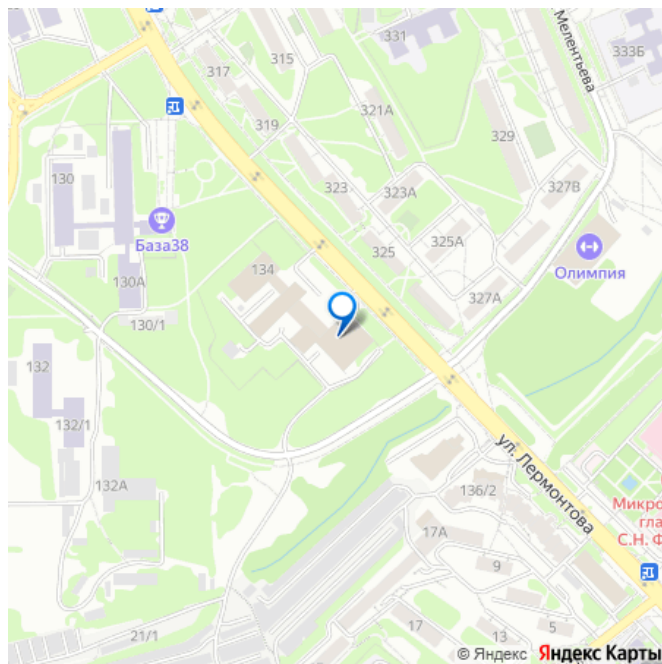 331
Мелентьева
333Б
315
317
321А
319
329
130
323
323А
327В
База38
325
325А
Олимпия
134
130А
327А
130/1
132
132/1
ул. Лермонтова
132А
136/2
Микро
гла
С.Н. Ф
17А
9
17
13
5
21/1
© Яндекс Яндекс Карты